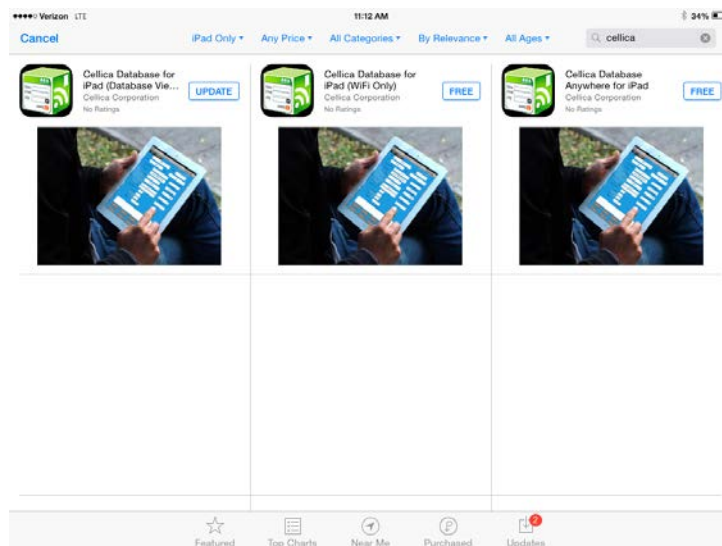 Verizon LTE 11:12 AM 34%
Cancel iPad Only ▾ Any Price ▾ All Categories ▾ By Relevance ▾ All Ages ▾ cellica
Cellica Database for
iPad (Database Vie...
Cellica Corporation
No Ratings
UPDATE
Cellica Database for
iPad (WiFi Only)
Cellica Corporation
No Ratings
FREE
Cellica Database
Anywhere for iPad
Cellica Corporation
No Ratings
FREE
2
Featured Top Charts Near Me Purchased Updates